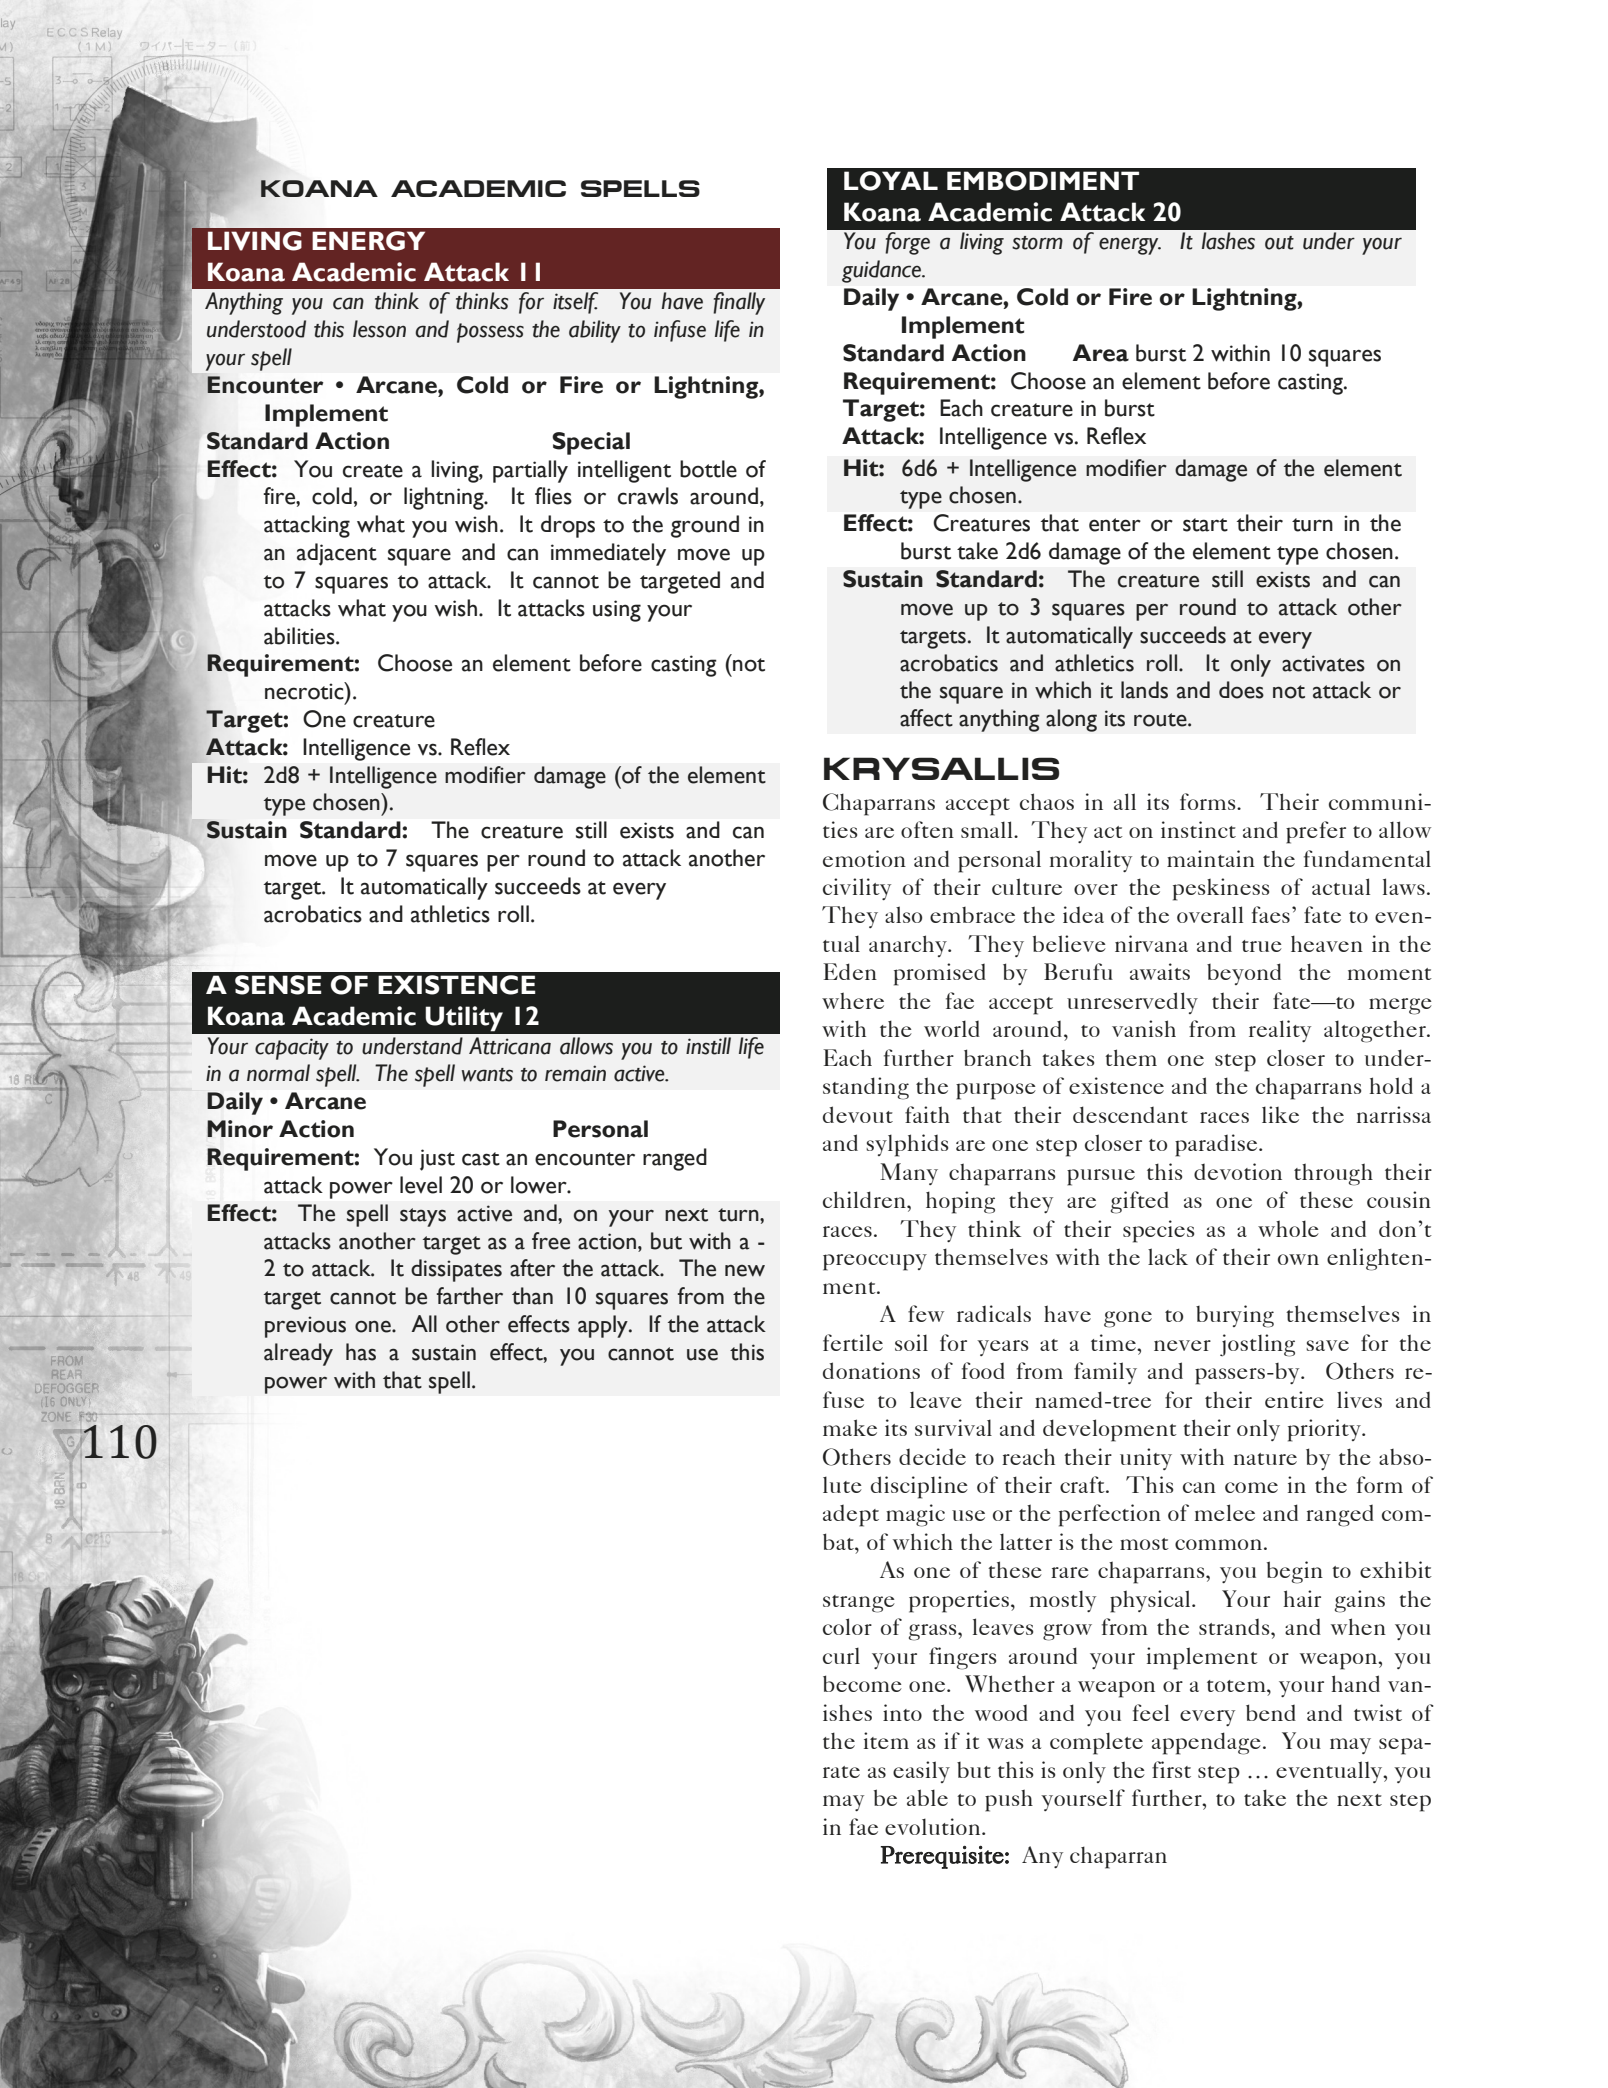 KOANA ACADEMIC SPELLS
LIVING ENERGY
Koana Academic Attack 11
Anything you can think of thinks for itself. You have finally
understood this lesson and possess the ability to infuse life in
your spell
Encounter • Arcane, Cold or Fire or Lightning,
Implement
Standard Action Special
Effect: You create a living, partially intelligent bottle of
fire, cold, or lightning. It flies or crawls around,
attacking what you wish. It drops to the ground in
an adjacent square and can immediately move up
to 7 squares to attack. It cannot be targeted and
attacks what you wish. It attacks using your
abilities.
Requirement: Choose an element before casting (not
necrotic).
Target: One creature
Attack: Intelligence vs. Reflex
Hit: 2d8 + Intelligence modifier damage (of the element
type chosen).
Sustain Standard: The creature still exists and can
move up to 7 squares per round to attack another
target. It automatically succeeds at every
acrobatics and athletics roll.
A SENSE OF EXISTENCE
Koana Academic Utility 12
Your capacity to understand Attricana allows you to instill life
in a normal spell. The spell wants to remain active.
Daily • Arcane
Minor Action Personal
Requirement: You just cast an encounter ranged
attack power level 20 or lower.
Effect: The spell stays active and, on your next turn,
attacks another target as a free action, but with a -
2 to attack. It dissipates after the attack. The new
target cannot be farther than 10 squares from the
previous one. All other effects apply. If the attack
already has a sustain effect, you cannot use this
power with that spell.
LOYAL EMBODIMENT
Koana Academic Attack 20
You forge a living storm of energy. It lashes out under your
guidance.
Daily • Arcane, Cold or Fire or Lightning,
Implement
Standard Action Area burst 2 within 10 squares
Requirement: Choose an element before casting.
Target: Each creature in burst
Attack: Intelligence vs. Reflex
Hit: 6d6 + Intelligence modifier damage of the element
type chosen.
Effect: Creatures that enter or start their turn in the
burst take 2d6 damage of the element type chosen.
Sustain Standard: The creature still exists and can
move up to 3 squares per round to attack other
targets. It automatically succeeds at every
acrobatics and athletics roll. It only activates on
the square in which it lands and does not attack or
affect anything along its route.
KRYSALLIS
Chaparrans accept chaos in all its forms. Their communi-
ties are often small. They act on instinct and prefer to allow
emotion and personal morality to maintain the fundamental
civility of their culture over the peskiness of actual laws.
They also embrace the idea of the overall faes’ fate to even-
tual anarchy. They believe nirvana and true heaven in the
Eden promised by Berufu awaits beyond the moment
where the fae accept unreservedly their fate—to merge
with the world around, to vanish from reality altogether.
Each further branch takes them one step closer to under-
standing the purpose of existence and the chaparrans hold a
devout faith that their descendant races like the narrissa
and sylphids are one step closer to paradise.
Many chaparrans pursue this devotion through their
children, hoping they are gifted as one of these cousin
races. They think of their species as a whole and don’t
preoccupy themselves with the lack of their own enlighten-
ment.
A few radicals have gone to burying themselves in
fertile soil for years at a time, never jostling save for the
donations of food from family and passers-by. Others re-
fuse to leave their named-tree for their entire lives and
make its survival and development their only priority.
Others decide to reach their unity with nature by the abso-
lute discipline of their craft. This can come in the form of
adept magic use or the perfection of melee and ranged com-
bat, of which the latter is the most common.
As one of these rare chaparrans, you begin to exhibit
strange properties, mostly physical. Your hair gains the
color of grass, leaves grow from the strands, and when you
curl your fingers around your implement or weapon, you
become one. Whether a weapon or a totem, your hand van-
ishes into the wood and you feel every bend and twist of
the item as if it was a complete appendage. You may sepa-
rate as easily but this is only the first step … eventually, you
may be able to push yourself further, to take the next step
in fae evolution.
Prerequisite: Any chaparran
110
ECCS Relay
(1M)
ワイパーモーター(前)
FROM
REAR
DEFOGGER
(16 ONLY)
ZONE F30
18 BRN